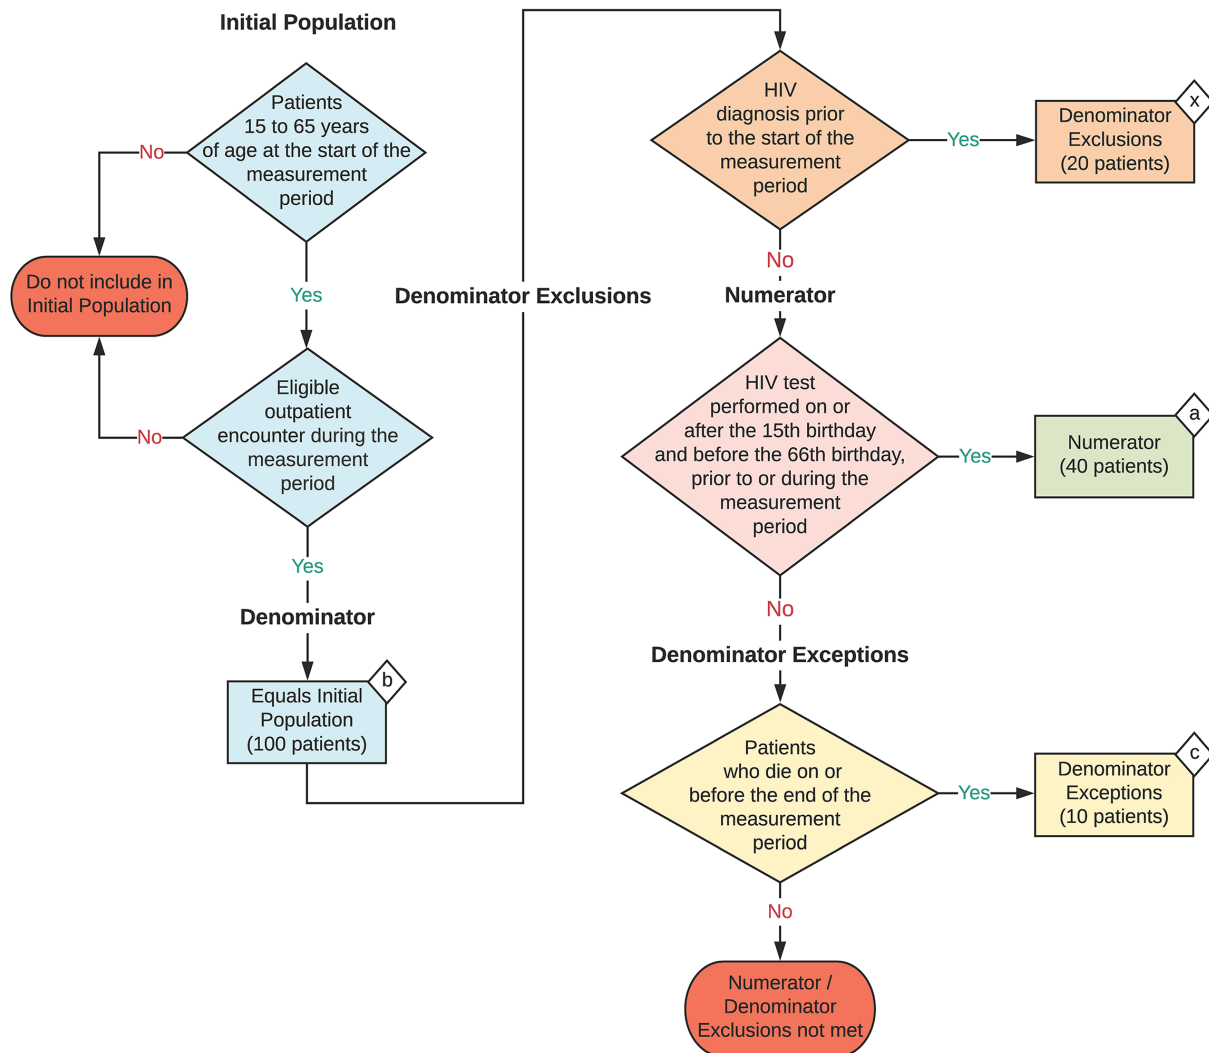 Initial Population
Patients
15 to 65 years
of age at the start of the
measurement
period
No
Do not include in
Initial Population
Yes
Eligible
outpatient
encounter during the
measurement
period
No
Yes
Denominator
b
Equals Initial
Population
(100 patients)
Denominator Exclusions
HIV
diagnosis prior
to the start of the
measurement
period
Yes
x
Denominator
Exclusions
(20 patients)
No
Numerator
HIV test
performed on or
after the 15th birthday
and before the 66th birthday,
prior to or during the
measurement
period
Yes
a
Numerator
(40 patients)
No
Denominator Exceptions
Patients
who die on or
before the end of the
measurement
period
Yes
c
Denominator
Exceptions
(10 patients)
No
Numerator /
Denominator
Exclusions not met